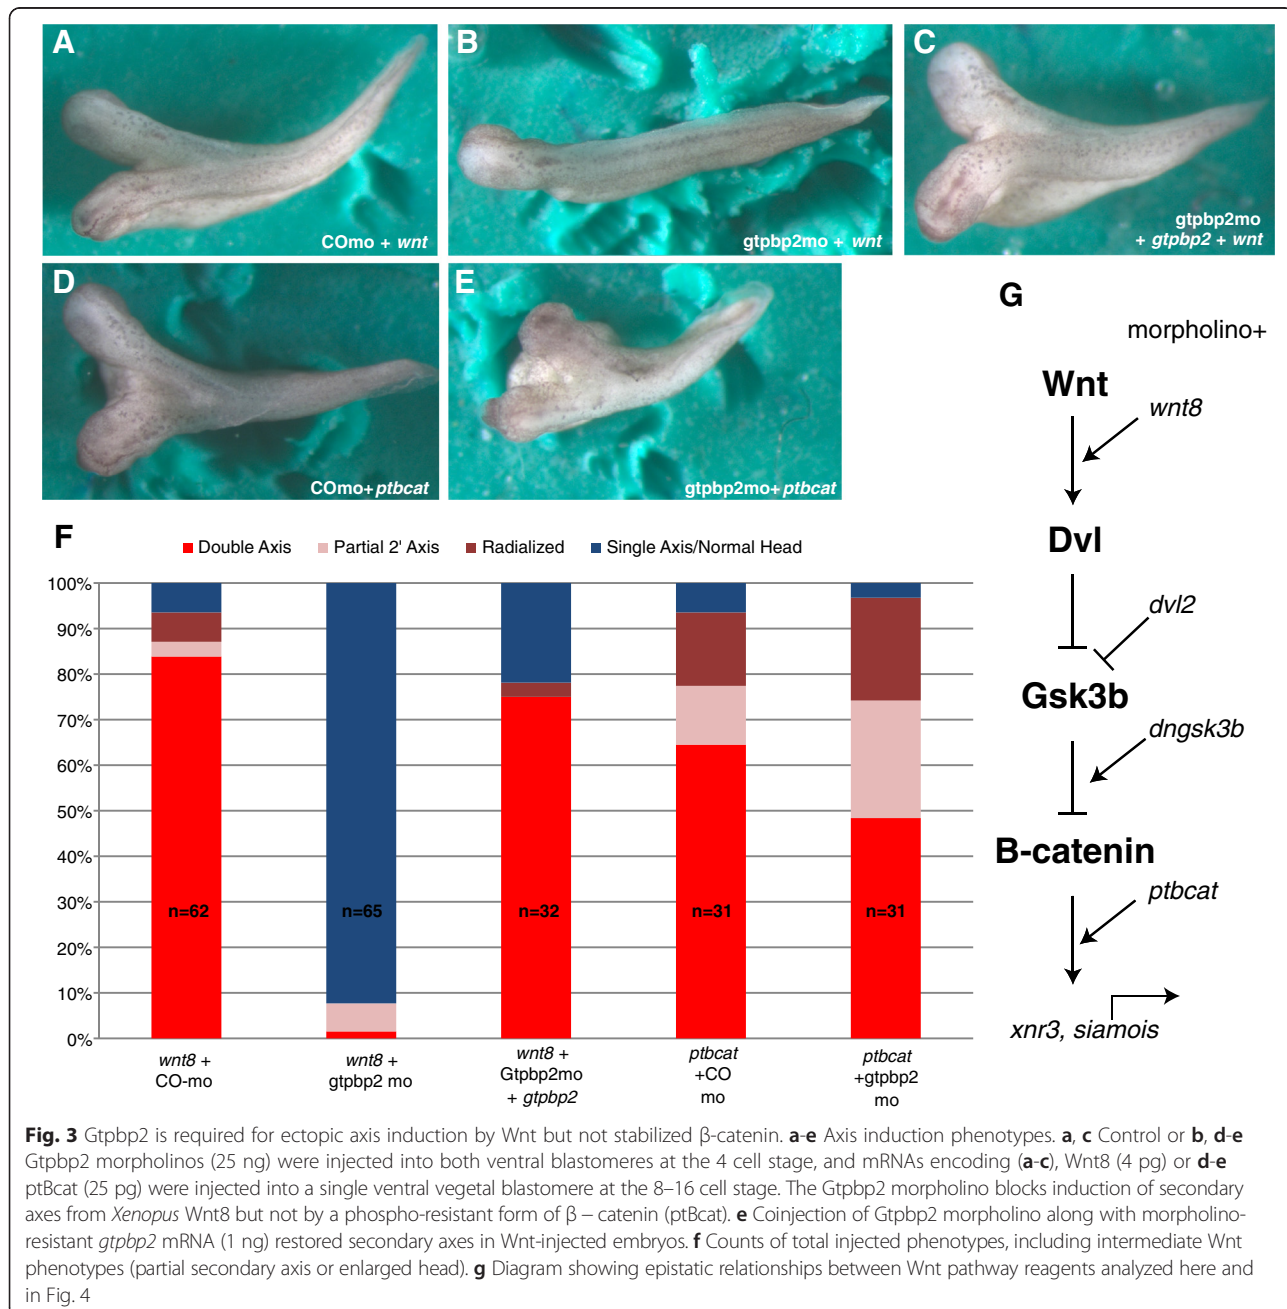 A
COmo + wnt
B
gtpbp2mo + wnt
C
gtpbp2mo
+ gtpbp2 + wnt
D
COmo+ptbcat
E
gtpbp2mo+ptbcat
G
morpholino+
Wnt
wnt8
Dvl
dvl2
Gsk3b
dngsk3b
B-catenin
ptbcat
xnr3, siamois
F
Double Axis Partial 2' Axis Radialized Single Axis/Normal Head
100%
90%
80%
70%
60%
50%
40%
30%
20%
10%
0%
n=62 n=65 n=32 n=31 n=31
wnt8 +
CO-mo
wnt8 +
gtpbp2 mo
wnt8 +
Gtpbp2mo
+ gtpbp2
ptbcat
+CO
mo
ptbcat
+gtpbp2
mo
Fig. 3 Gtpbp2 is required for ectopic axis induction by Wnt but not stabilized β-catenin. a-e Axis induction phenotypes. a, c Control or b, d-e
Gtpbp2 morpholinos (25 ng) were injected into both ventral blastomeres at the 4 cell stage, and mRNAs encoding (a-c), Wnt8 (4 pg) or d-e
ptBcat (25 pg) were injected into a single ventral vegetal blastomere at the 8–16 cell stage. The Gtpbp2 morpholino blocks induction of secondary
axes from Xenopus Wnt8 but not by a phospho-resistant form of β – catenin (ptBcat). e Coinjection of Gtpbp2 morpholino along with morpholino-
resistant gtpbp2 mRNA (1 ng) restored secondary axes in Wnt-injected embryos. f Counts of total injected phenotypes, including intermediate Wnt
phenotypes (partial secondary axis or enlarged head). g Diagram showing epistatic relationships between Wnt pathway reagents analyzed here and
in Fig. 4